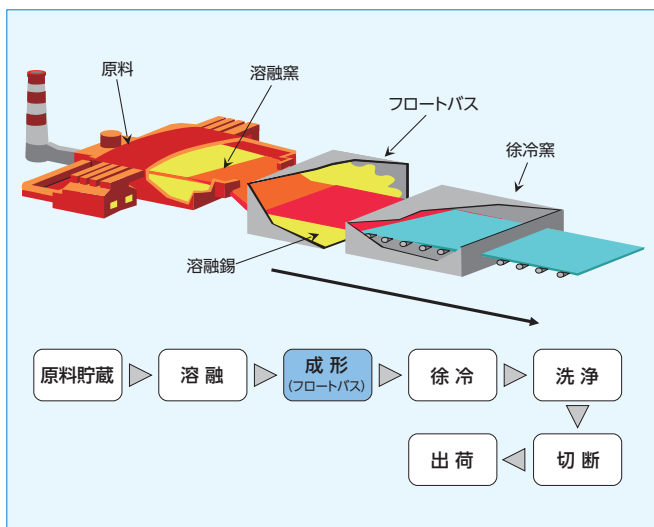 原料
溶融窯
フロートバス
徐冷窯
溶融錫
原料貯蔵
溶融
成形
(フロートバス)
徐冷
洗浄
切断
出荷